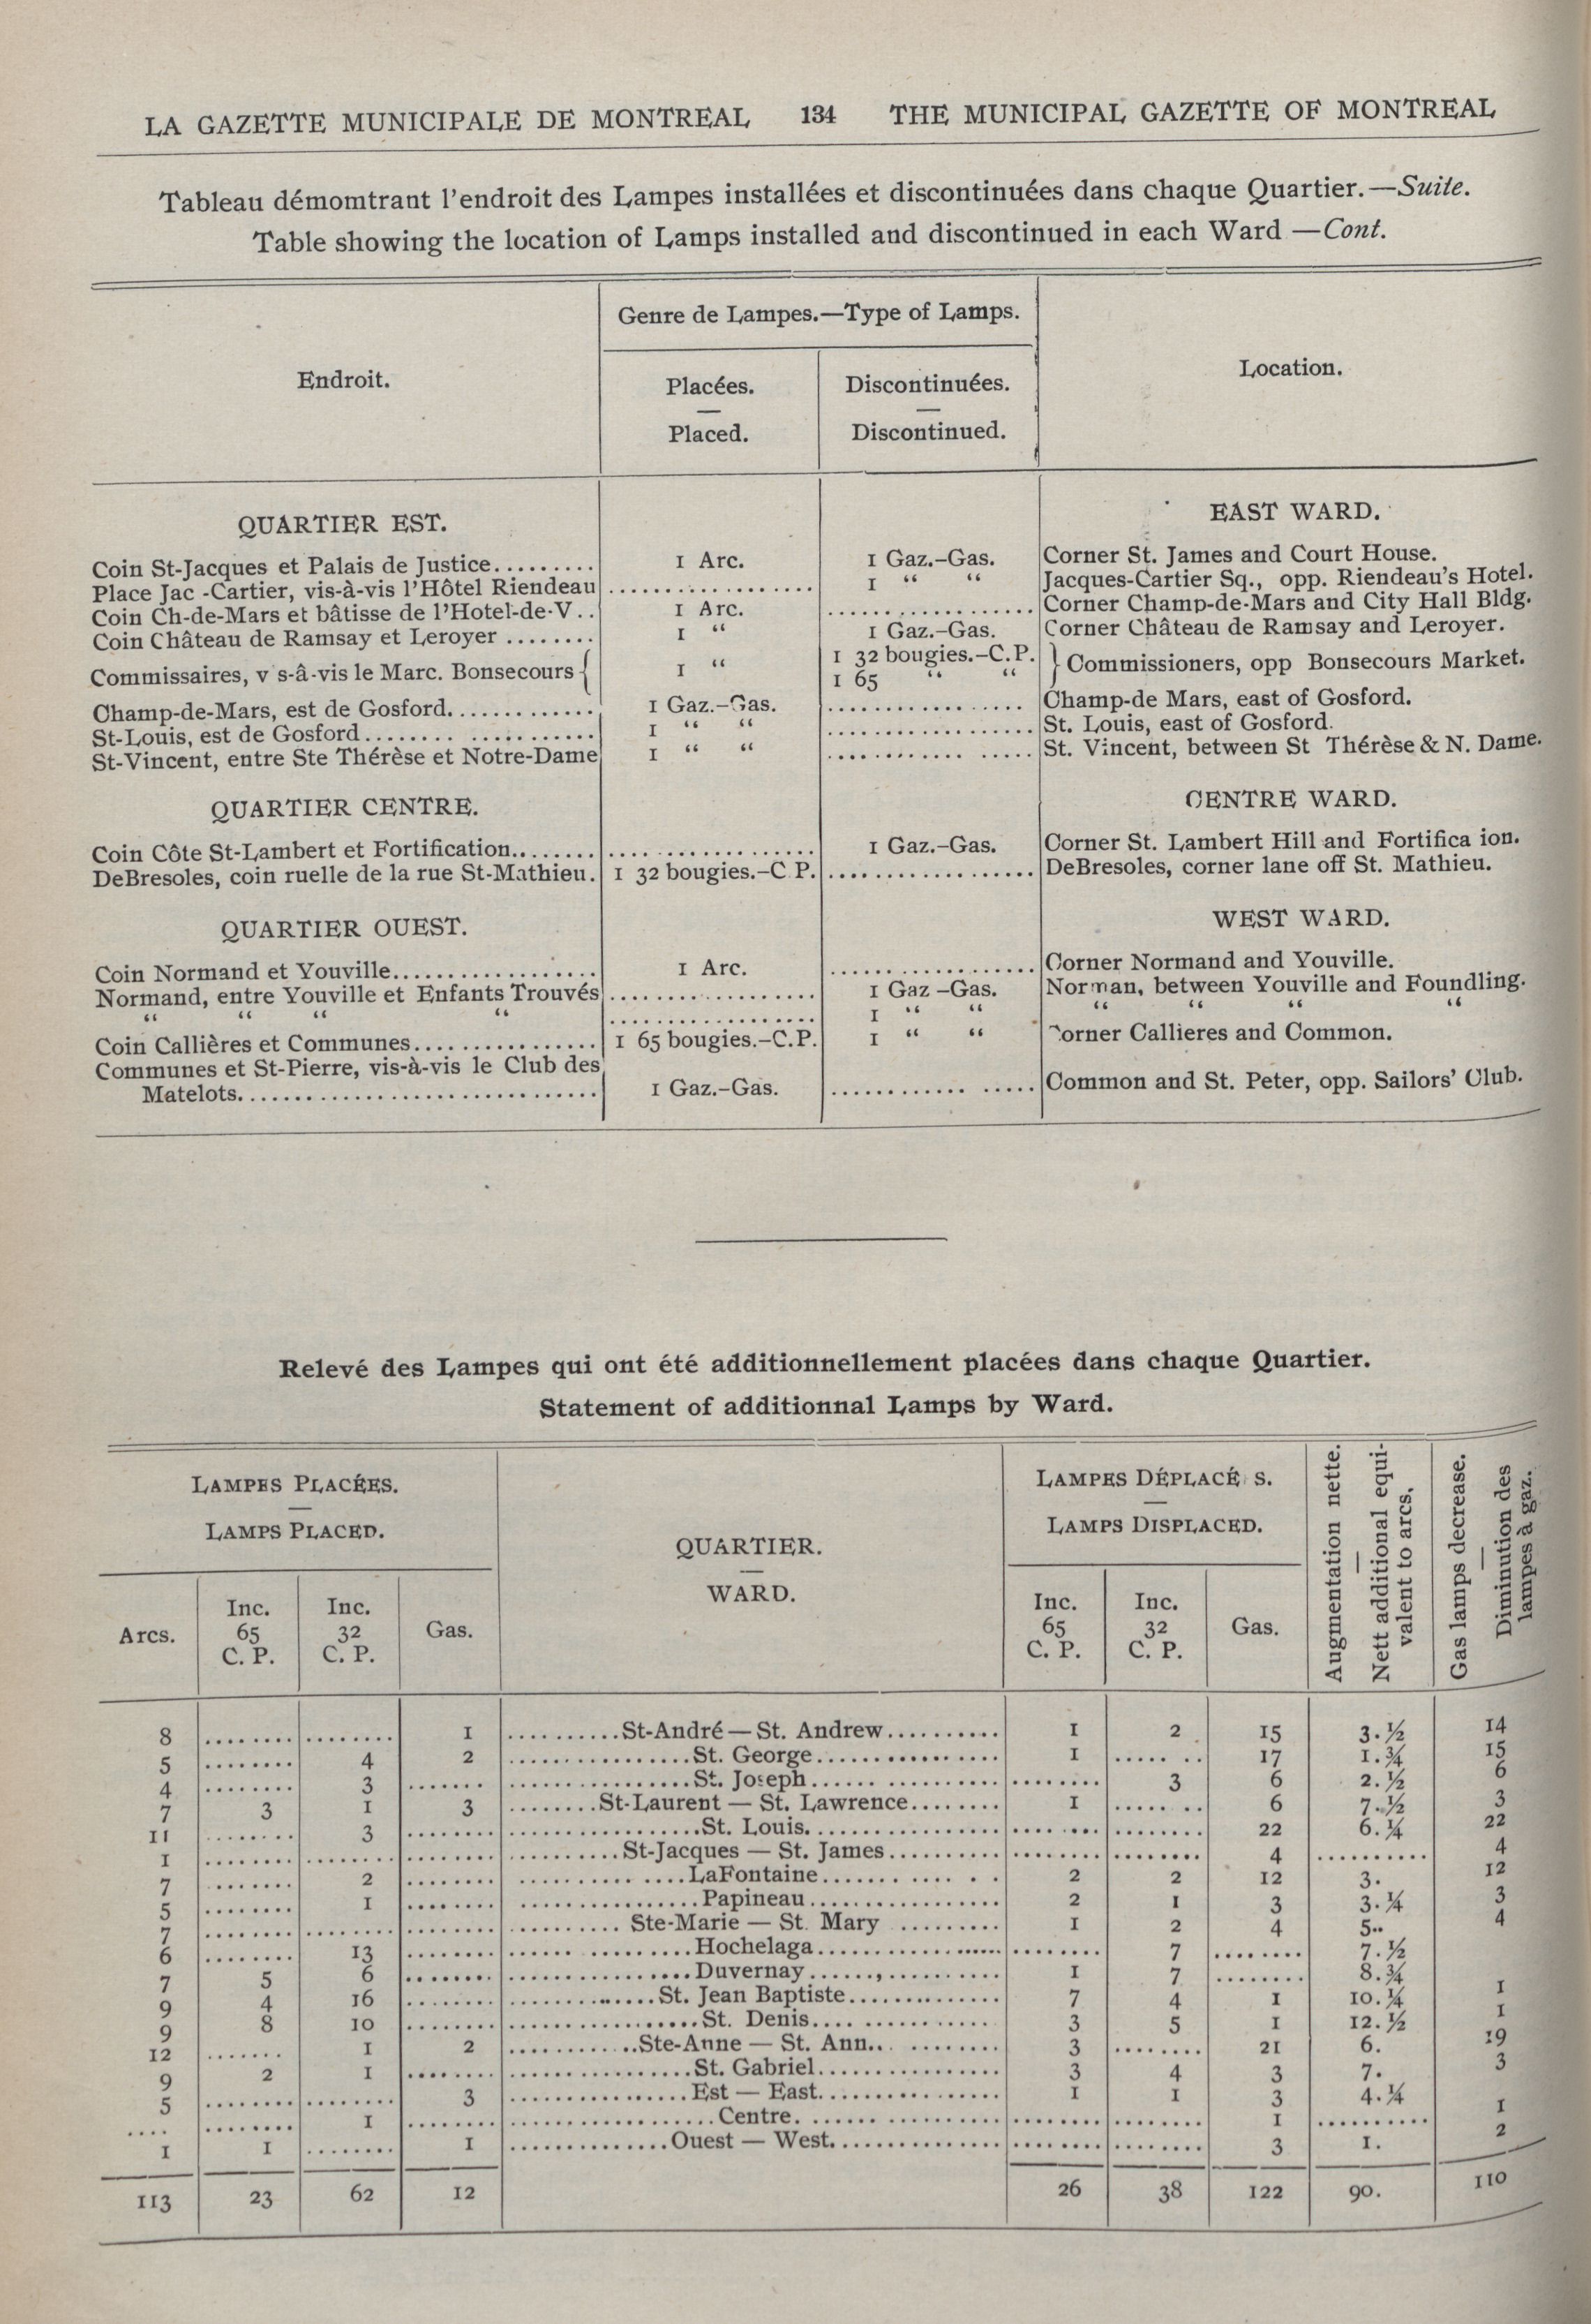 LA GAZETTE MUNICIPALE DE MONTREAL 134 THE MUNICIPAL GAZETTE OF MONTREAL
Tableau démomtrant l'endroit des Lampes installées et discontinuées dans chaque Quartier.—Suite.
Table showing the location of Lamps installed and discontinued in each Ward —Cont.
Endroit.
Genre de Lampes.—Type of Lamps.
Placées.
—
Placed.
Discontinuées.
—
Discontinued.
Location.
QUARTIER EST. EAST WARD.
Coin St-Jacques et Palais de Justice......... 1 Arc. 1 Gaz.-Gas. Corner St. James and Court House.
Place Jac -Cartier, vis-à-vis l'Hôtel Riendeau .................. 1 “ “ Jacques-Cartier Sq., opp. Riendeau's Hotel.
Coin Ch-de-Mars et bâtisse de l'Hotel-de-V.. 1 Arc. .................. Corner Champ-de-Mars and City Hall Bldg.
Coin Château de Ramsay et Leroyer ........ 1 “ 1 Gaz.-Gas. Corner Château de Ramsay and Leroyer.
Commissaires, v s-â-vis le Marc. Bonsecours { 1 “ 1 32 bougies.-C.P. } Commissioners, opp Bonsecours Market.
1 65 “ “
Champ-de-Mars, est de Gosford............. 1 Gaz.-Gas. .................. Champ-de Mars, east of Gosford.
St-Louis, est de Gosford........ ........... 1 “ “ .................. St. Louis, east of Gosford.
St-Vincent, entre Ste Thérèse et Notre-Dame 1 “ “ ............ ..... St. Vincent, between St Thérèse & N. Dame.
QUARTIER CENTRE. CENTRE WARD.
Coin Côte St-Lambert et Fortification........ .................. 1 Gaz.-Gas. Corner St. Lambert Hill and Fortifica ion.
DeBresoles, coin ruelle de la rue St-Mathieu. 1 32 bougies.-C.P. .................. DeBresoles, corner lane off St. Mathieu.
QUARTIER OUEST. WEST WARD.
Coin Normand et Youville.................. 1 Arc. .................. Corner Normand and Youville.
Normand, entre Youville et Enfants Trouvés .................. 1 Gaz -Gas. Norman, between Youville and Foundling.
“ “ “ “ .................. 1 “ “ “ “ “ “
Coin Callières et Communes................ 1 65 bougies.-C.P. 1 “ “ Corner Callieres and Common.
Communes et St-Pierre, vis-à-vis le Club des
Matelots................................ 1 Gaz.-Gas. ............ ..... Common and St. Peter, opp. Sailors' Club.
Relevé des Lampes qui ont été additionnellement placées dans chaque Quartier.
Statement of additionnal Lamps by Ward.
LAMPES PLACÉES.
—
LAMPS PLACED.
Arcs.
Inc.
65
C. P.
Inc.
32
C. P.
Gas.
QUARTIER.
—
WARD.
LAMPES DÉPLACÉ S.
—
LAMPS DISPLACED.
Inc.
65
C. P.
Inc.
32
C. P.
Gas.
Augmentation nette.
—
Nett additional equi-
valent to arcs.
Gas lamps decrease.
—
Diminution des
lampes à gaz.
8 ........ ........ 1 ..........St-André — St. Andrew.......... 1 2 15 3.½ 14
5 ........ 4 2 ................St. George................ 1 ........ 17 1.¾ 15
4 ........ 3 ....... ................St. Joseph................ ........ 3 6 2.½ 6
7 3 1 3 ........St-Laurent — St. Lawrence........ 1 ........ 6 7.½ 3
11 ........ 3 ........ .................St. Louis.................. ........ ........ 22 6.¼ 22
1 ........ ........ ........ ..........St-Jacques — St. James.......... ........ ........ 4 .......... 4
7 ....... 2 ........ ...............LaFontaine............. 2 2 12 3. 12
5 ........ 1 ........ ................Papineau................. 2 1 3 3.¼ 3
7 ........ ........ ........ .......... Ste-Marie — St. Mary .......... 1 2 4 5.. 4
6 ........ 13 ........ ................Hochelaga................ ........ 7 ........ 7.½
7 5 6 ........ ................Duvernay................ 1 7 ........ 8.¾
9 4 16 ........ .............St. Jean Baptiste.............. 7 4 1 10.¼ 1
9 8 10 ........ .................St. Denis............... 3 5 1 12.½ 1
12 ....... 1 2 ...........Ste-Anne — St. Ann........... 3 ........ 21 6. 19
9 2 1 ........ ................St. Gabriel................ 3 4 3 7. 3
5 ........ ........ 3 ................Est — East................ 1 1 3 4.¼
.... ........ 1 ........ ..................Centre.................. ........ ........ 1 .......... 1
1 1 ........ 1 ..............Ouest — West............... ........ ........ 3 1. 2
113 23 62 12 26 38 122 90. 110